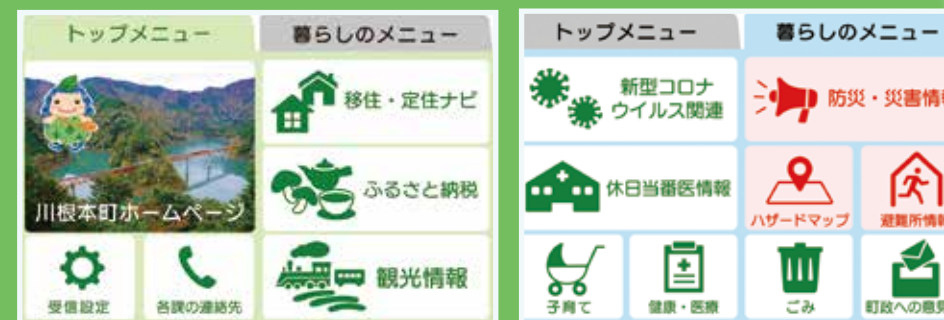 トップメニュー
暮らしのメニュー
川根本町ホームページ
移住・定住ナビ
ふるさと納税
観光情報
受信設定
各課の連絡先
トップメニュー
暮らしのメニュー
新型コロナ
ウイルス関連
防災・災害情報
休日当番医情報
ハザードマップ
避難所情報
子育て
健康・医療
ごみ
町政への意見